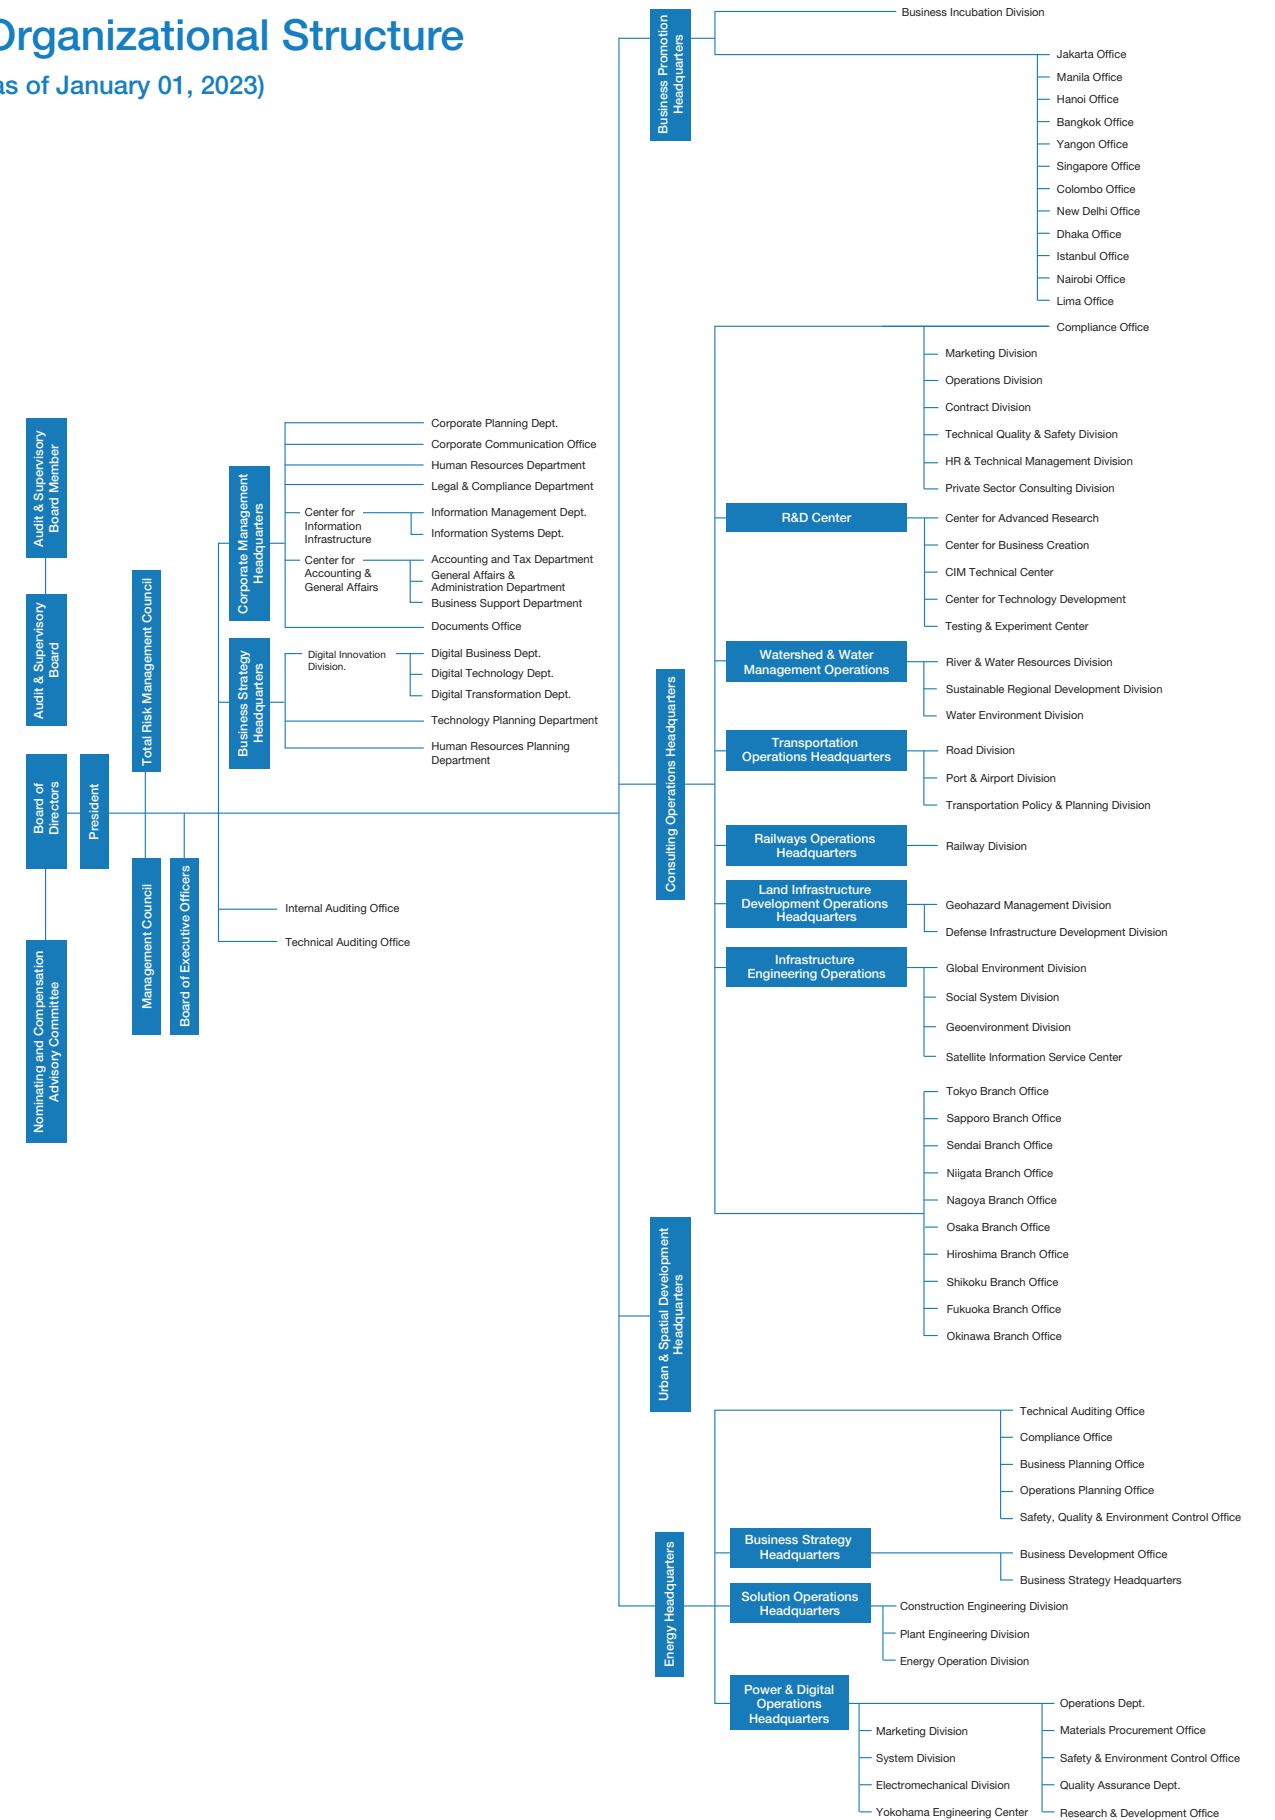 Organizational Structure
as of January 01, 2023)
Business Promotion
Headquarters
Business Incubation Division
Jakarta Office
Manila Office
Hanoi Office
Bangkok Office
Yangon Office
Singapore Office
Colombo Office
New Delhi Office
Dhaka Office
Istanbul Office
Nairobi Office
Lima Office
Audit & Supervisory
Board Member
Audit & Supervisory
Board
Board of
Directors
Nominating and Compensation
Advisory Committee
President
Total Risk Management Council
Management Council
Board of Executive Officers
Corporate Management
Headquarters
Corporate Planning Dept.
Corporate Communication Office
Human Resources Department
Legal & Compliance Department
Center for
Information
Infrastructure
Information Management Dept.
Information Systems Dept.
Center for
Accounting &
General Affairs
Accounting and Tax Department
General Affairs &
Administration Department
Business Support Department
Documents Office
Business Strategy
Headquarters
Digital Innovation
Division.
Digital Business Dept.
Digital Technology Dept.
Digital Transformation Dept.
Technology Planning Department
Human Resources Planning
Department
Internal Auditing Office
Technical Auditing Office
Consulting Operations Headquarters
Compliance Office
Marketing Division
Operations Division
Contract Division
Technical Quality & Safety Division
HR & Technical Management Division
Private Sector Consulting Division
R&D Center
Center for Advanced Research
Center for Business Creation
CIM Technical Center
Center for Technology Development
Testing & Experiment Center
Watershed & Water
Management Operations
River & Water Resources Division
Sustainable Regional Development Division
Water Environment Division
Transportation
Operations Headquarters
Road Division
Port & Airport Division
Transportation Policy & Planning Division
Railways Operations
Headquarters
Railway Division
Land Infrastructure
Development Operations
Headquarters
Geohazard Management Division
Defense Infrastructure Development Division
Infrastructure
Engineering Operations
Global Environment Division
Social System Division
Geoenvironment Division
Satellite Information Service Center
Tokyo Branch Office
Sapporo Branch Office
Sendai Branch Office
Niigata Branch Office
Nagoya Branch Office
Osaka Branch Office
Hiroshima Branch Office
Shikoku Branch Office
Fukuoka Branch Office
Okinawa Branch Office
Urban & Spatial Development
Headquarters
Energy Headquarters
Technical Auditing Office
Compliance Office
Business Planning Office
Operations Planning Office
Safety, Quality & Environment Control Office
Business Strategy
Headquarters
Business Development Office
Business Strategy Headquarters
Solution Operations
Headquarters
Construction Engineering Division
Plant Engineering Division
Energy Operation Division
Power & Digital
Operations
Headquarters
Marketing Division
System Division
Electromechanical Division
Yokohama Engineering Center
Operations Dept.
Materials Procurement Office
Safety & Environment Control Office
Quality Assurance Dept.
Research & Development Office